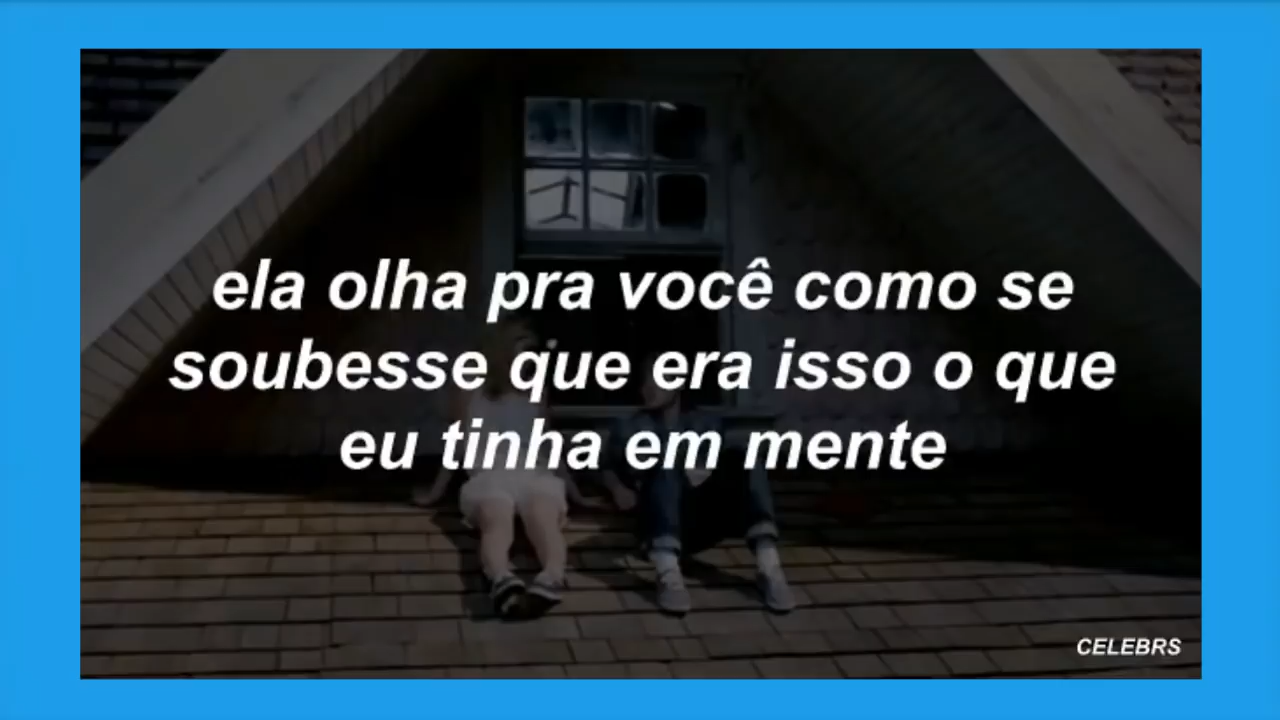 ela olha pra você como se
soubesse que era isso o que
eu tinha em mente
CELEBRS